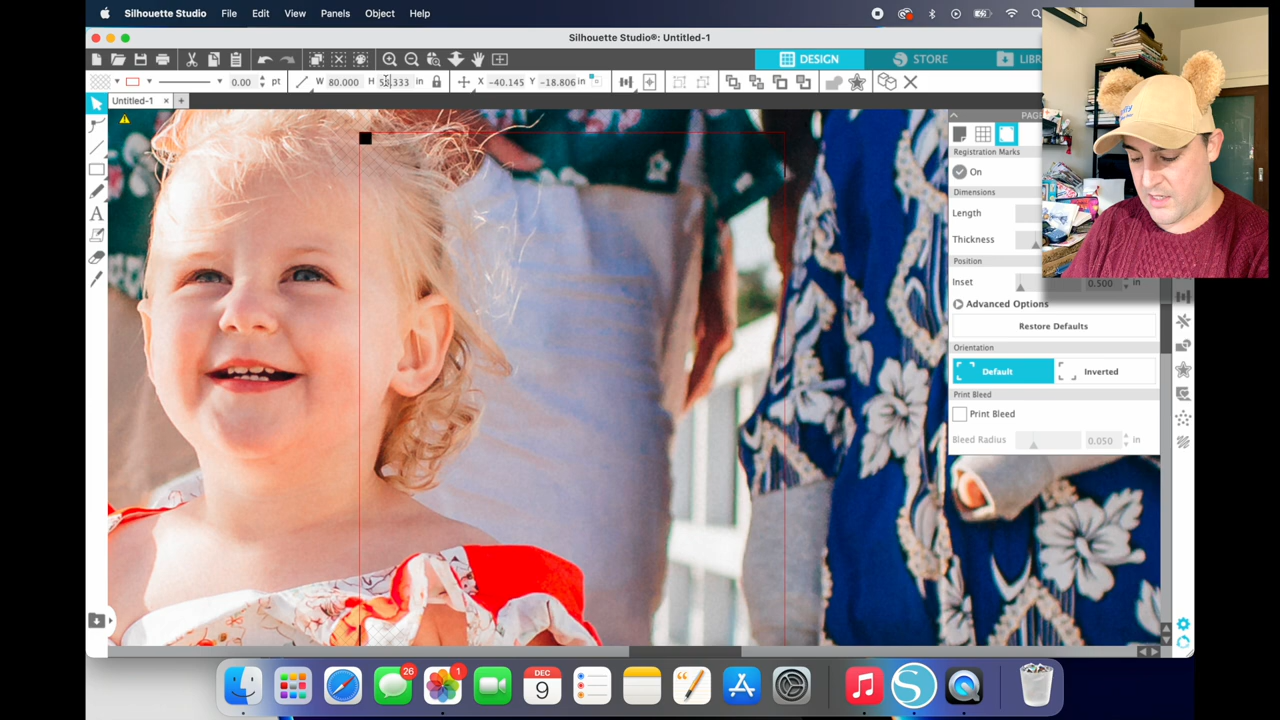 Silhouette Studio File Edit View Panels Object Help
Silhouette Studio®: Untitled-1
DESIGN STORE
0.00 pt W 80.000 H in X -40.145 Y -18.806 in
Untitled-1 × +
Registration Marks
On
Dimensions
Length
Thickness
Position
Inset 0.500 in
Advanced Options
Restore Defaults
Orientation
Default Inverted
Print Bleed
Print Bleed
Bleed Radius 0.050 in
26
1
DEC
9